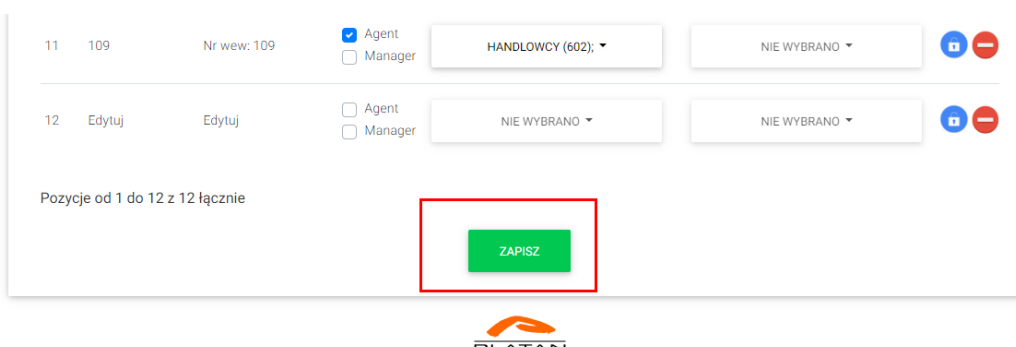 11 109 Nr wew: 109 Agent Manager HANDLOWCY (602); NIE WYBRANO
12 Edytuj Edytuj Agent Manager NIE WYBRANO NIE WYBRANO
Pozycje od 1 do 12 z 12 łącznie
ZAPISZ